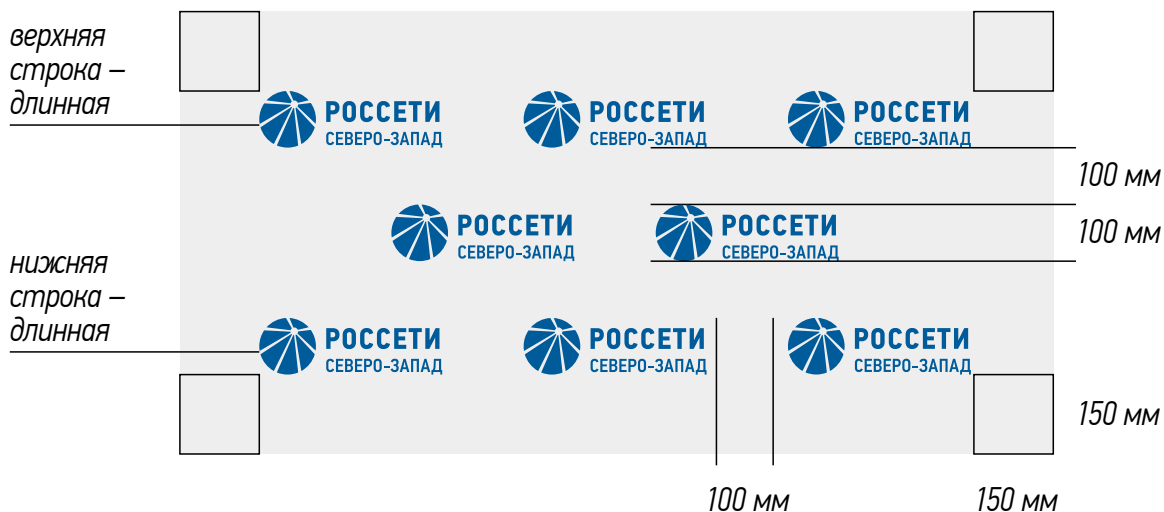 верхняя
строка –
длинная
РОССЕТИ РОССЕТИ РОССЕТИ
СЕВЕРО-ЗАПАД СЕВЕРО-ЗАПАД СЕВЕРО-ЗАПАД
100 мм
РОССЕТИ РОССЕТИ
СЕВЕРО-ЗАПАД СЕВЕРО-ЗАПАД
100 мм
нижняя
строка –
длинная
РОССЕТИ РОССЕТИ РОССЕТИ
СЕВЕРО-ЗАПАД СЕВЕРО-ЗАПАД СЕВЕРО-ЗАПАД
150 мм
100 мм 150 мм